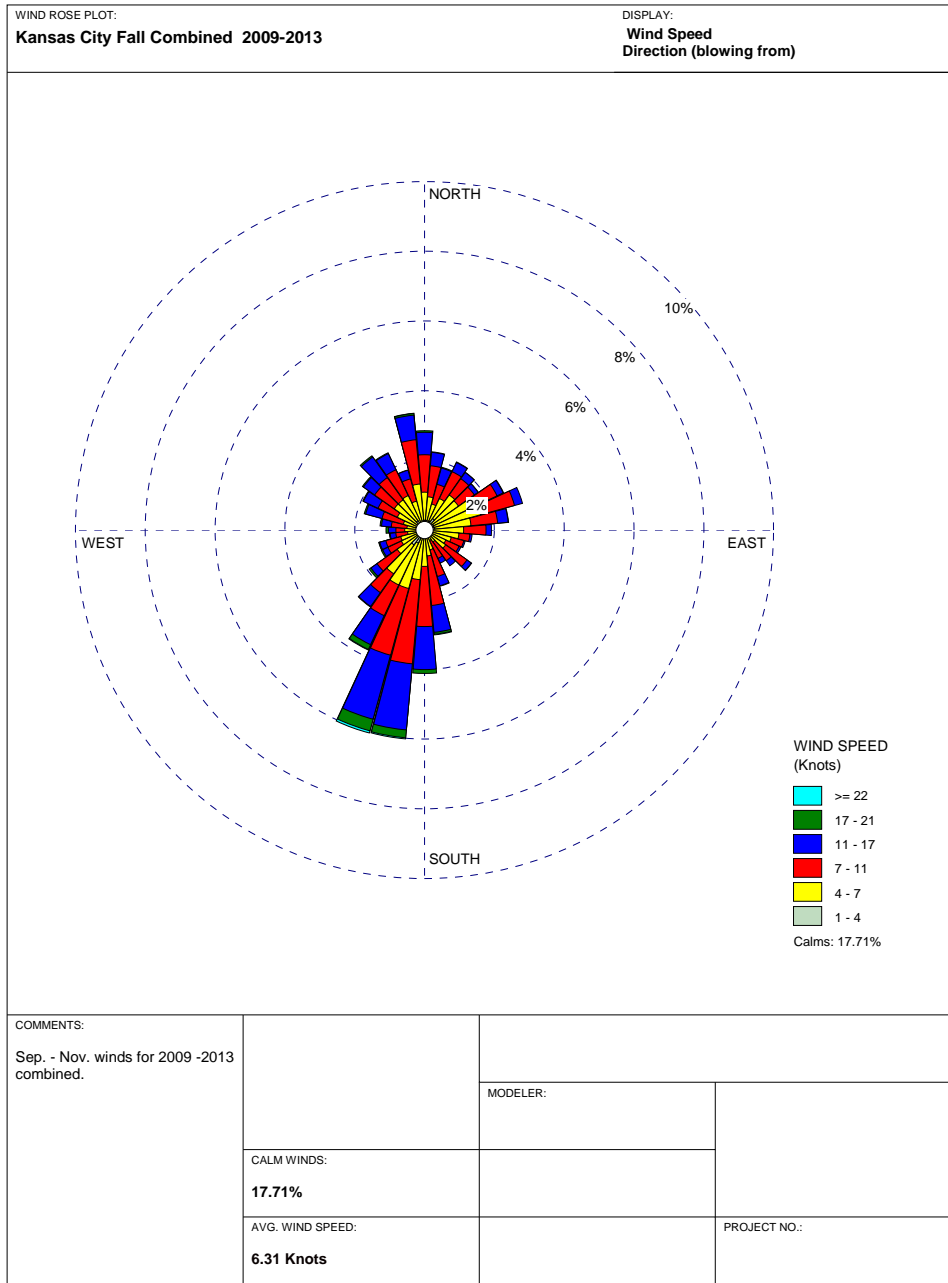 WIND ROSE PLOT:
Kansas City Fall Combined  2009-2013
DISPLAY:
Wind Speed
Direction (blowing from)
NORTH
10%
8%
6%
4%
2%
WEST
EAST
SOUTH
WIND SPEED
(Knots)
>= 22
17 - 21
11 - 17
7 - 11
4 - 7
1 - 4
Calms: 17.71%
COMMENTS:
Sep. - Nov. winds for 2009 -2013
combined.
MODELER:
CALM WINDS:
17.71%
AVG. WIND SPEED:
6.31 Knots
PROJECT NO.: